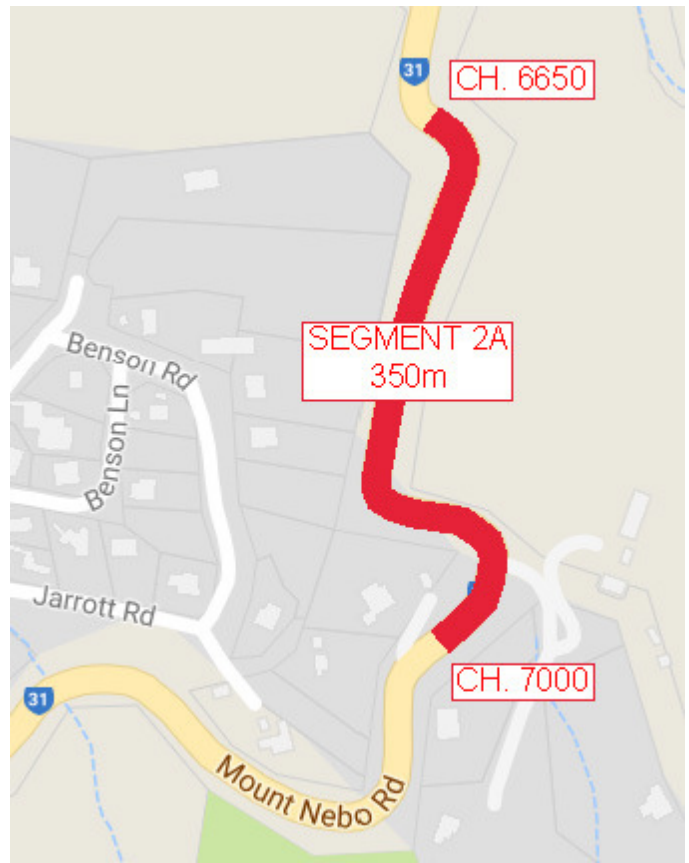 31
CH. 6650
SEGMENT 2A
350m
Benson Rd
Benson Ln
Jarrott Rd
CH. 7000
31
Mount Nebo Rd